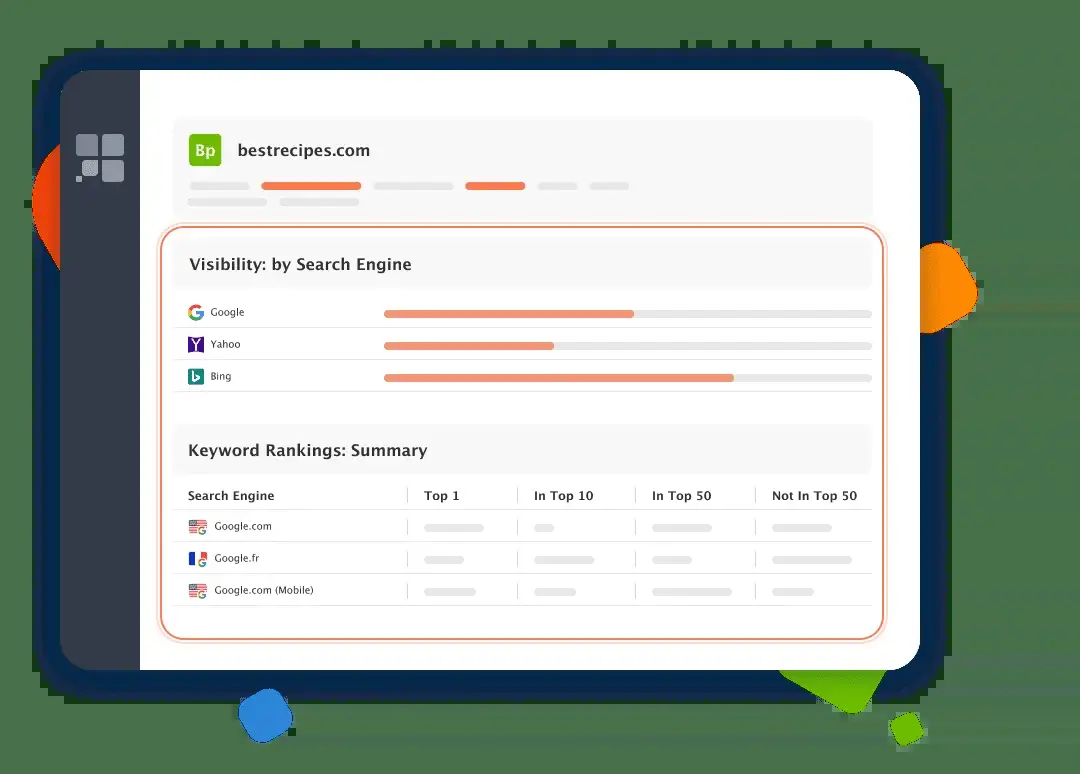 Bp bestrecipes.com
Visibility: by Search Engine
Google
Yahoo
Bing
Keyword Rankings: Summary
Search Engine Top 1 In Top 10 In Top 50 Not In Top 50
Google.com
Google.fr
Google.com (Mobile)